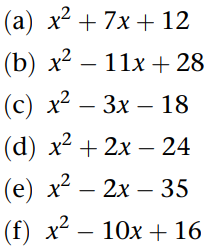 (a) x² + 7x + 12
(b) x² − 11x + 28
(c) x² − 3x − 18
(d) x² + 2x − 24
(e) x² − 2x − 35
(f) x² − 10x + 16